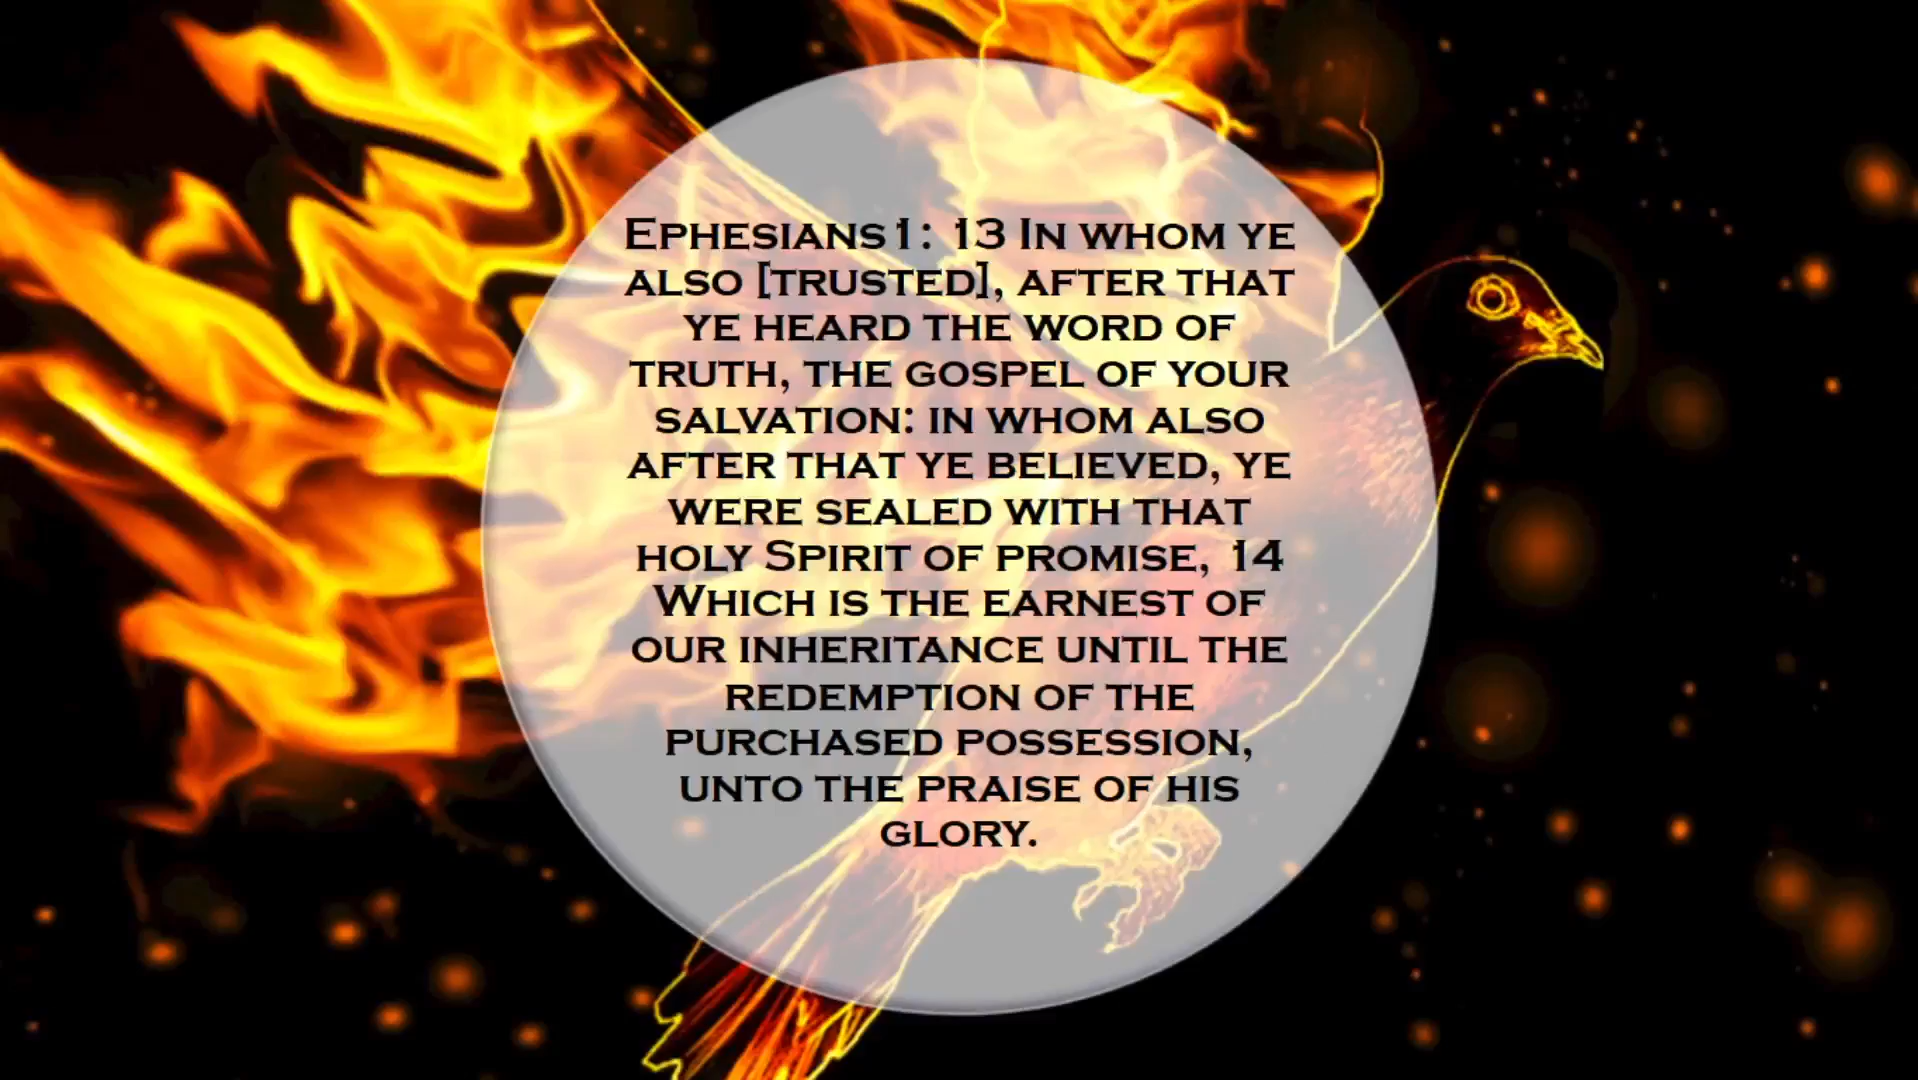 Ephesians 1: 13 In whom ye
also [trusted], after that
ye heard the word of
truth, the gospel of your
salvation: in whom also
after that ye believed, ye
were sealed with that
holy Spirit of promise, 14
Which is the earnest of
our inheritance until the
redemption of the
purchased possession,
unto the praise of his
glory.